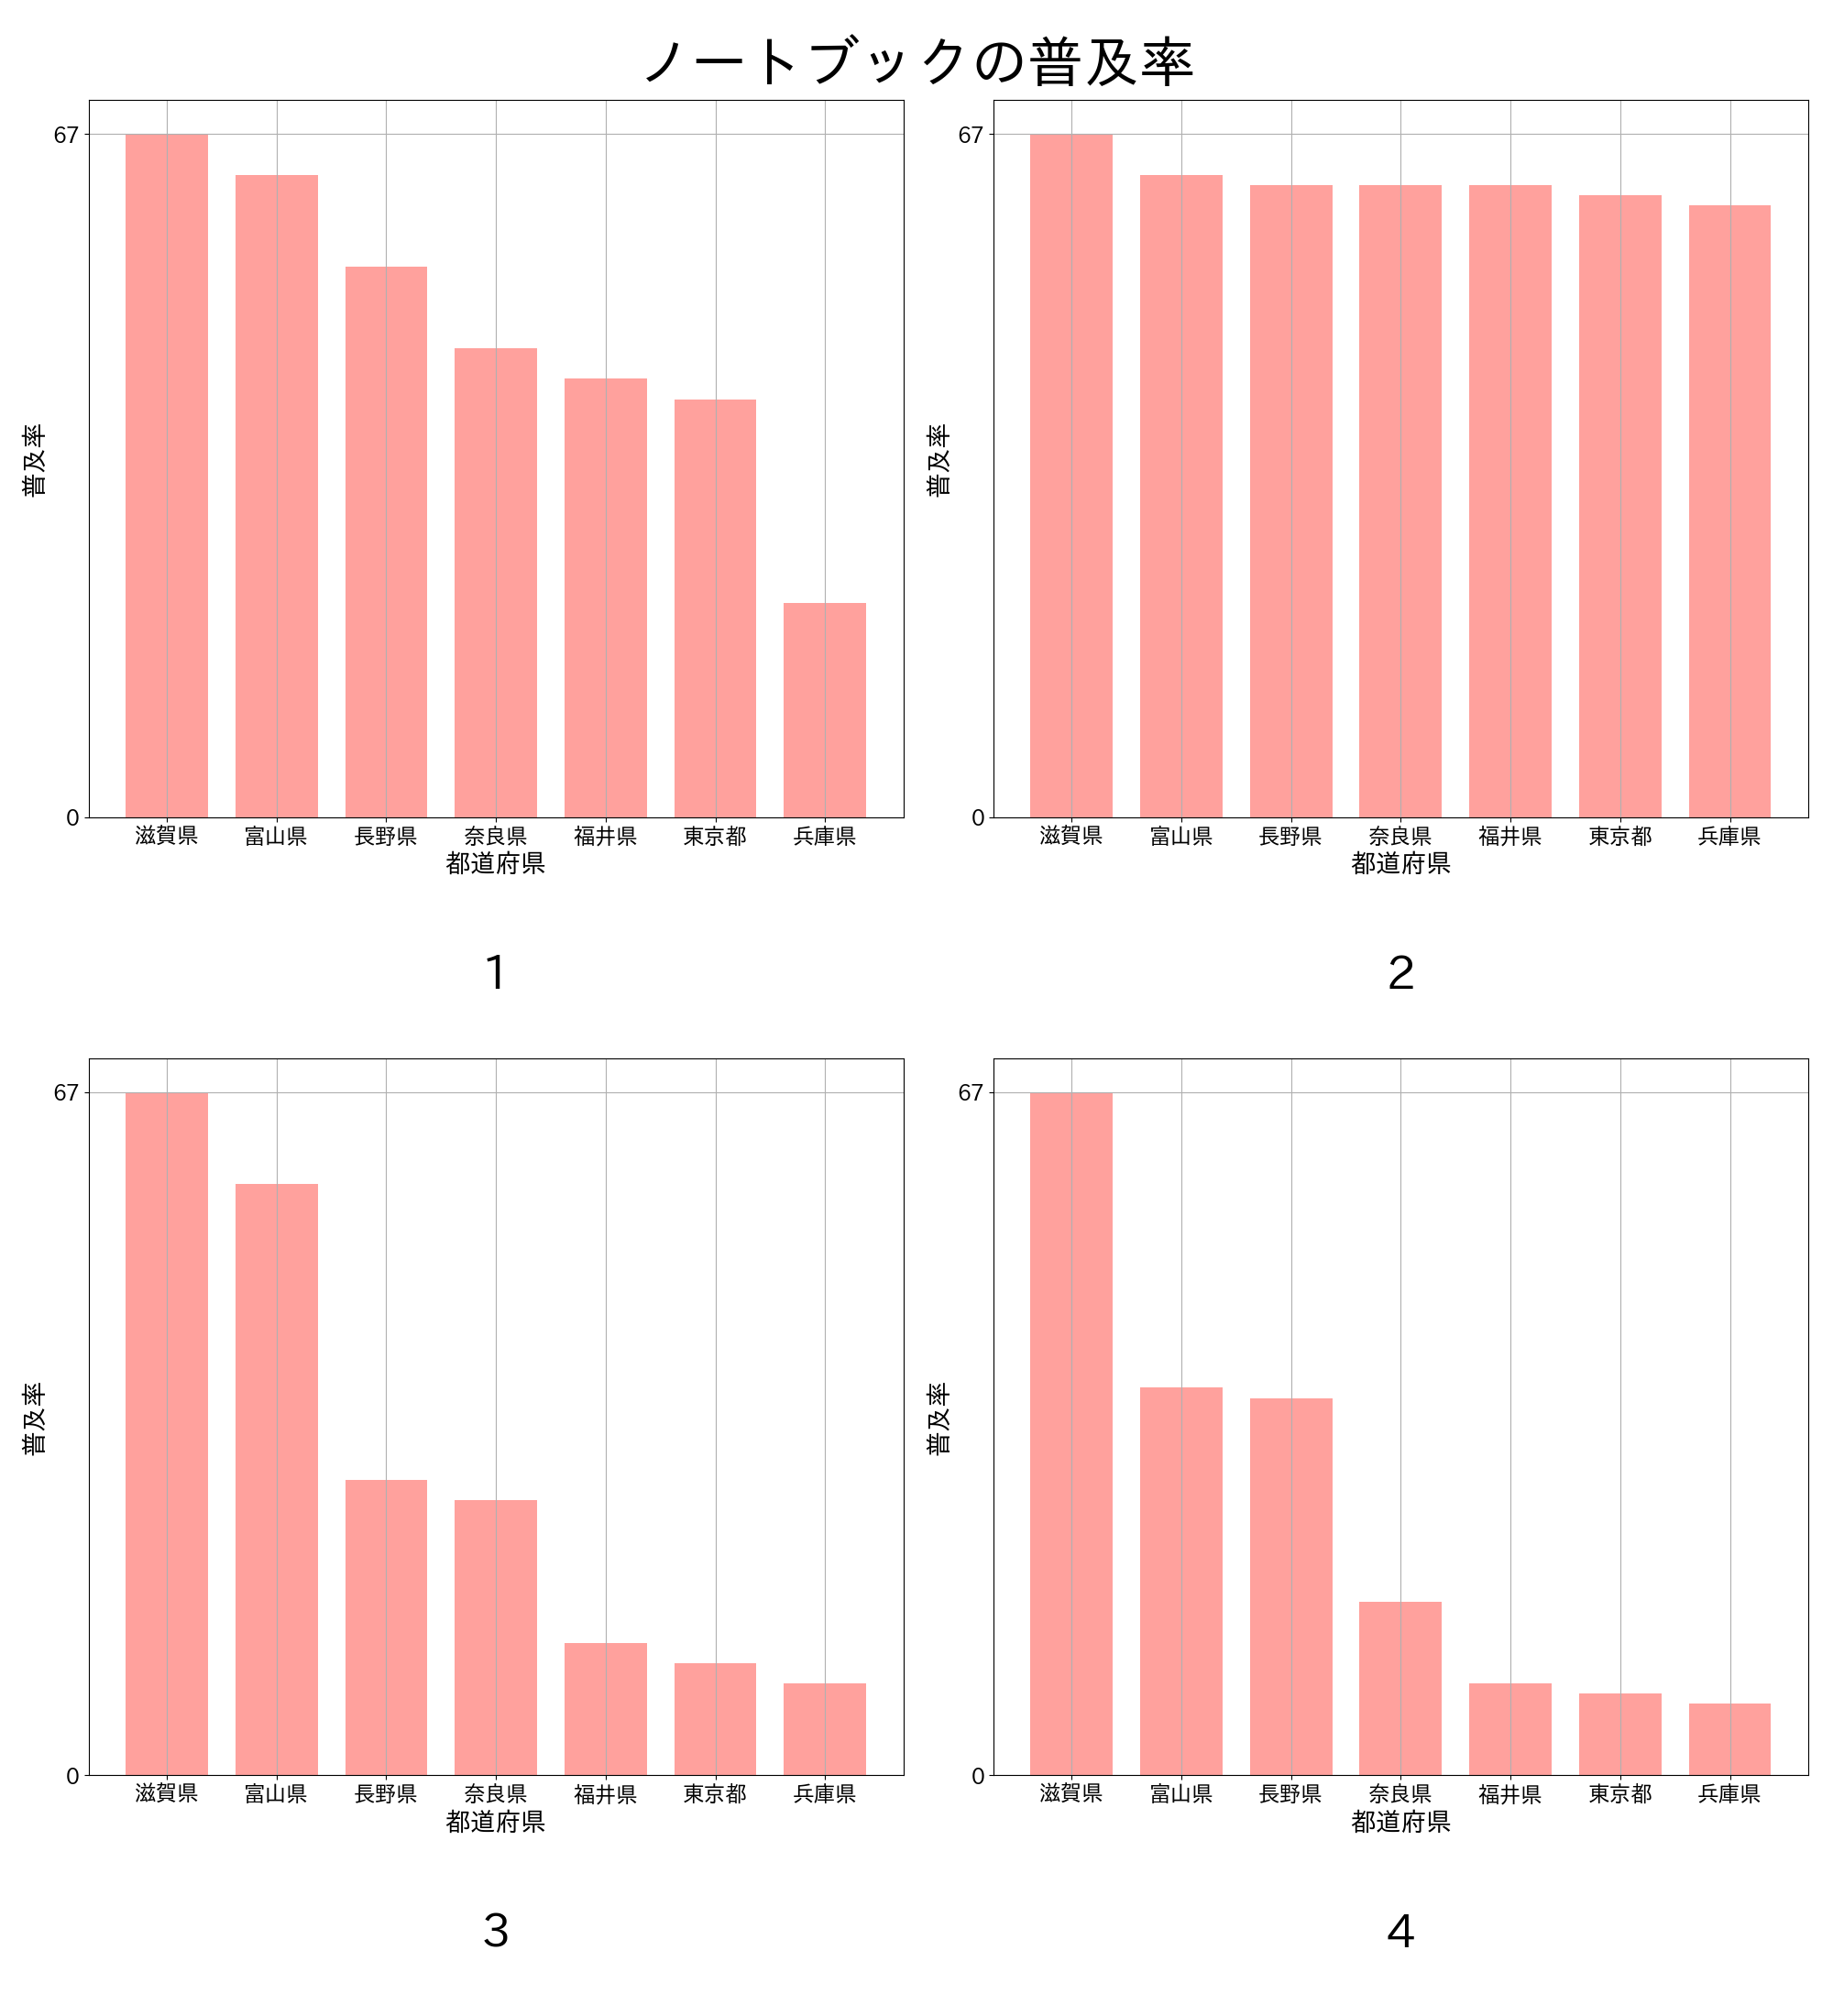 ノートブックの普及率
67
0
普及率
滋賀県 富山県 長野県 奈良県 福井県 東京都 兵庫県
都道府県
1
67
0
普及率
滋賀県 富山県 長野県 奈良県 福井県 東京都 兵庫県
都道府県
2
67
0
普及率
滋賀県 富山県 長野県 奈良県 福井県 東京都 兵庫県
都道府県
3
67
0
普及率
滋賀県 富山県 長野県 奈良県 福井県 東京都 兵庫県
都道府県
4